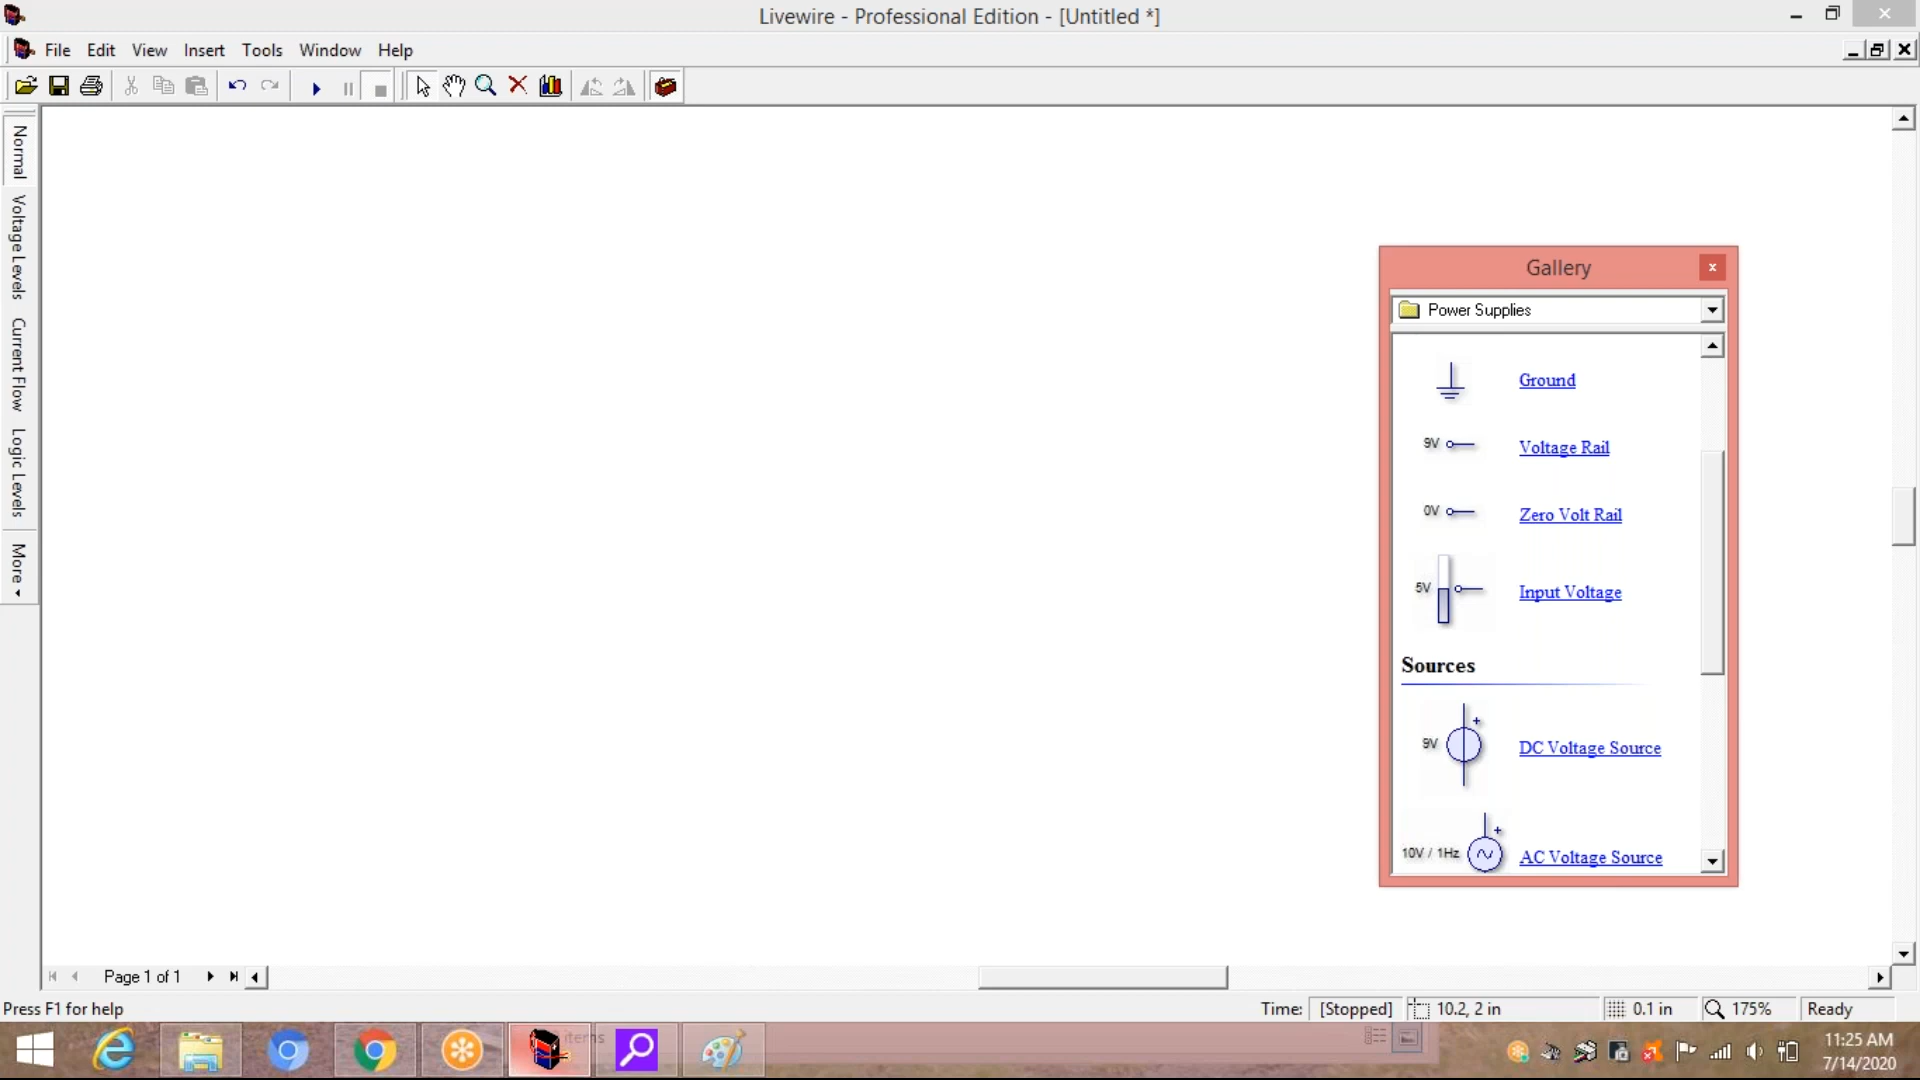 Livewire - Professional Edition - [Untitled *]
File Edit View Insert Tools Window Help
Normal
Voltage Levels
Current Flow
Logic Levels
More
Gallery
Power Supplies
Ground
9V Voltage Rail
0V Zero Volt Rail
5V Input Voltage
Sources
9V + DC Voltage Source
10V / 1Hz + AC Voltage Source
Page 1 of 1
Press F1 for help
Time: [Stopped] 10.2, 2 in 0.1 in 175% Ready
items
11:25 AM
7/14/2020